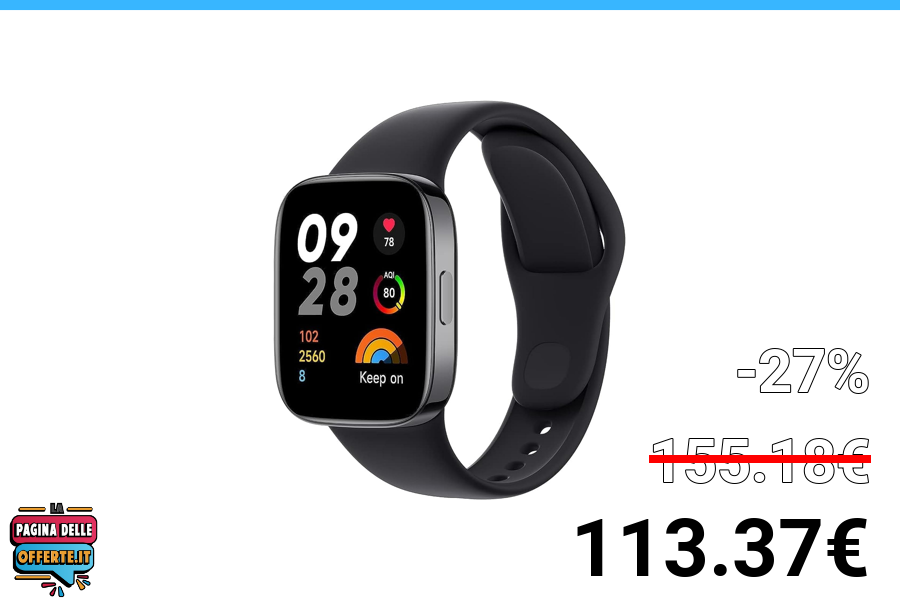 09
28
78
AQI
80
102
2560
8
Keep on
-27%
155.18€
113.37€
LA
PAGINA DELLE
OFFERTE.IT